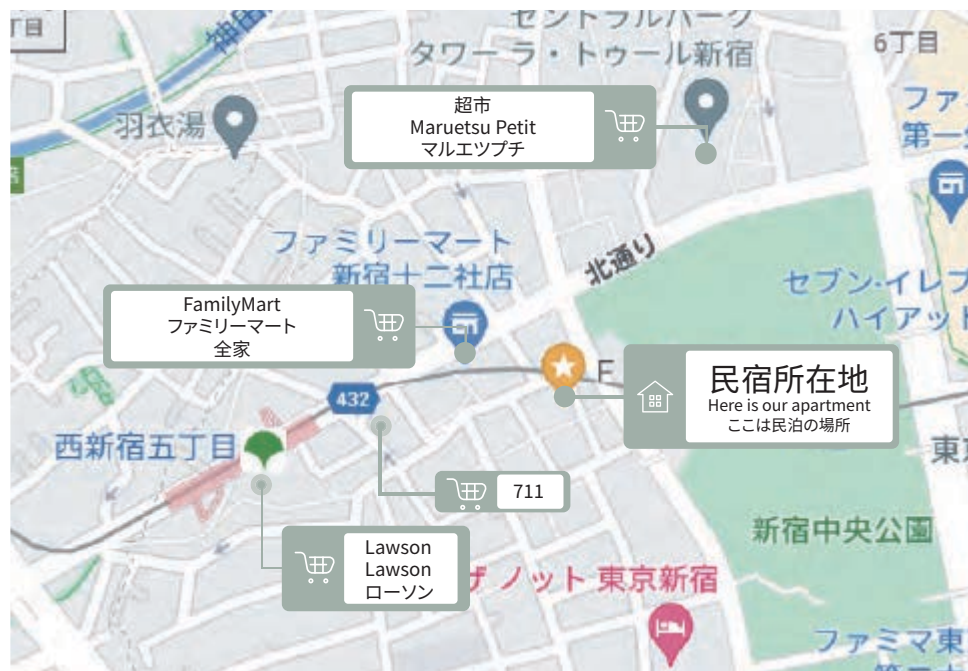 丁目
セントラルパーク
タワー ラ・トゥール新宿
6丁目
羽衣湯
超市
Maruetsu Petit
マルエツプチ
ファミリーマート
新宿十二社店
北通り
セブン-イレブ
ハイアット
FamilyMart
ファミリーマート
全家
民宿所在地
Here is our apartment
ここは民泊の場所
432
西新宿五丁目
711
新宿中央公園
Lawson
Lawson
ローソン
ザ ノット 東京新宿
ファミマ東